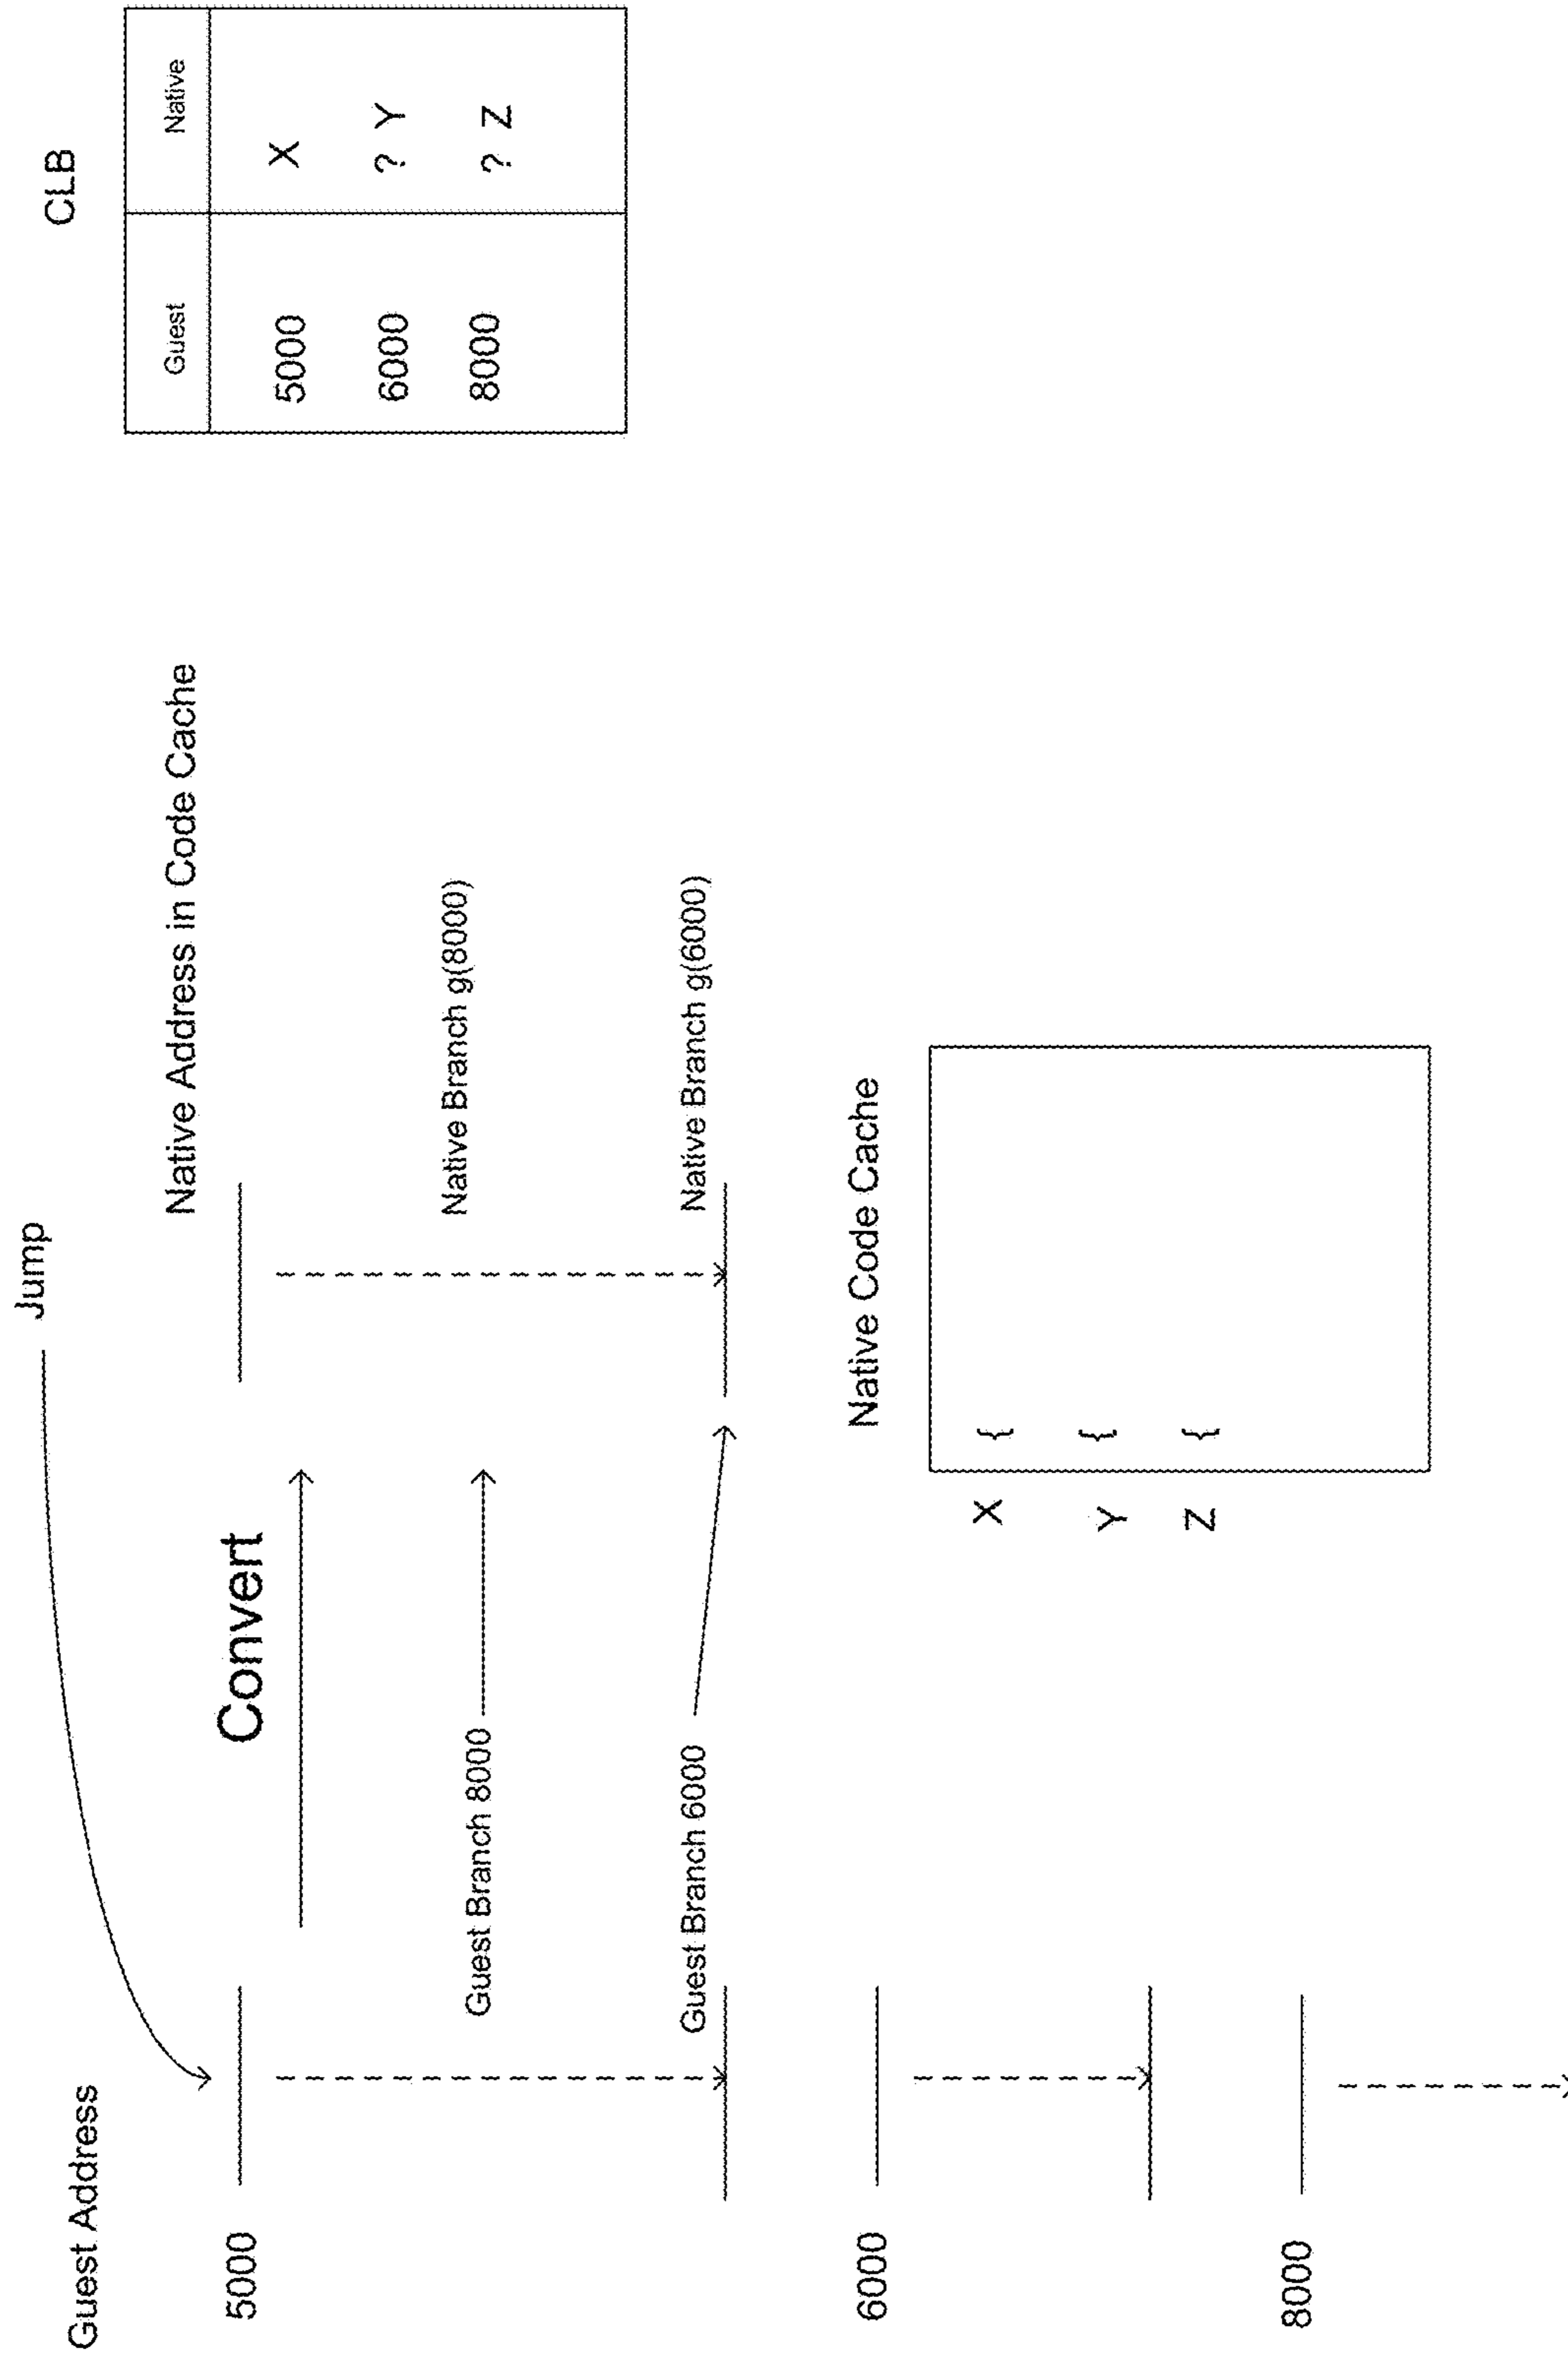 Jump
CLB
Guest Address
Native Address in Code Cache
Guest Native
5000
Convert
5000 X
6000 ? Y
8000 ? Z
Guest Branch 8000
Native Branch g(8000)
Guest Branch 6000
Native Branch g(6000)
6000
8000
Native Code Cache
X {
Y {
Z {